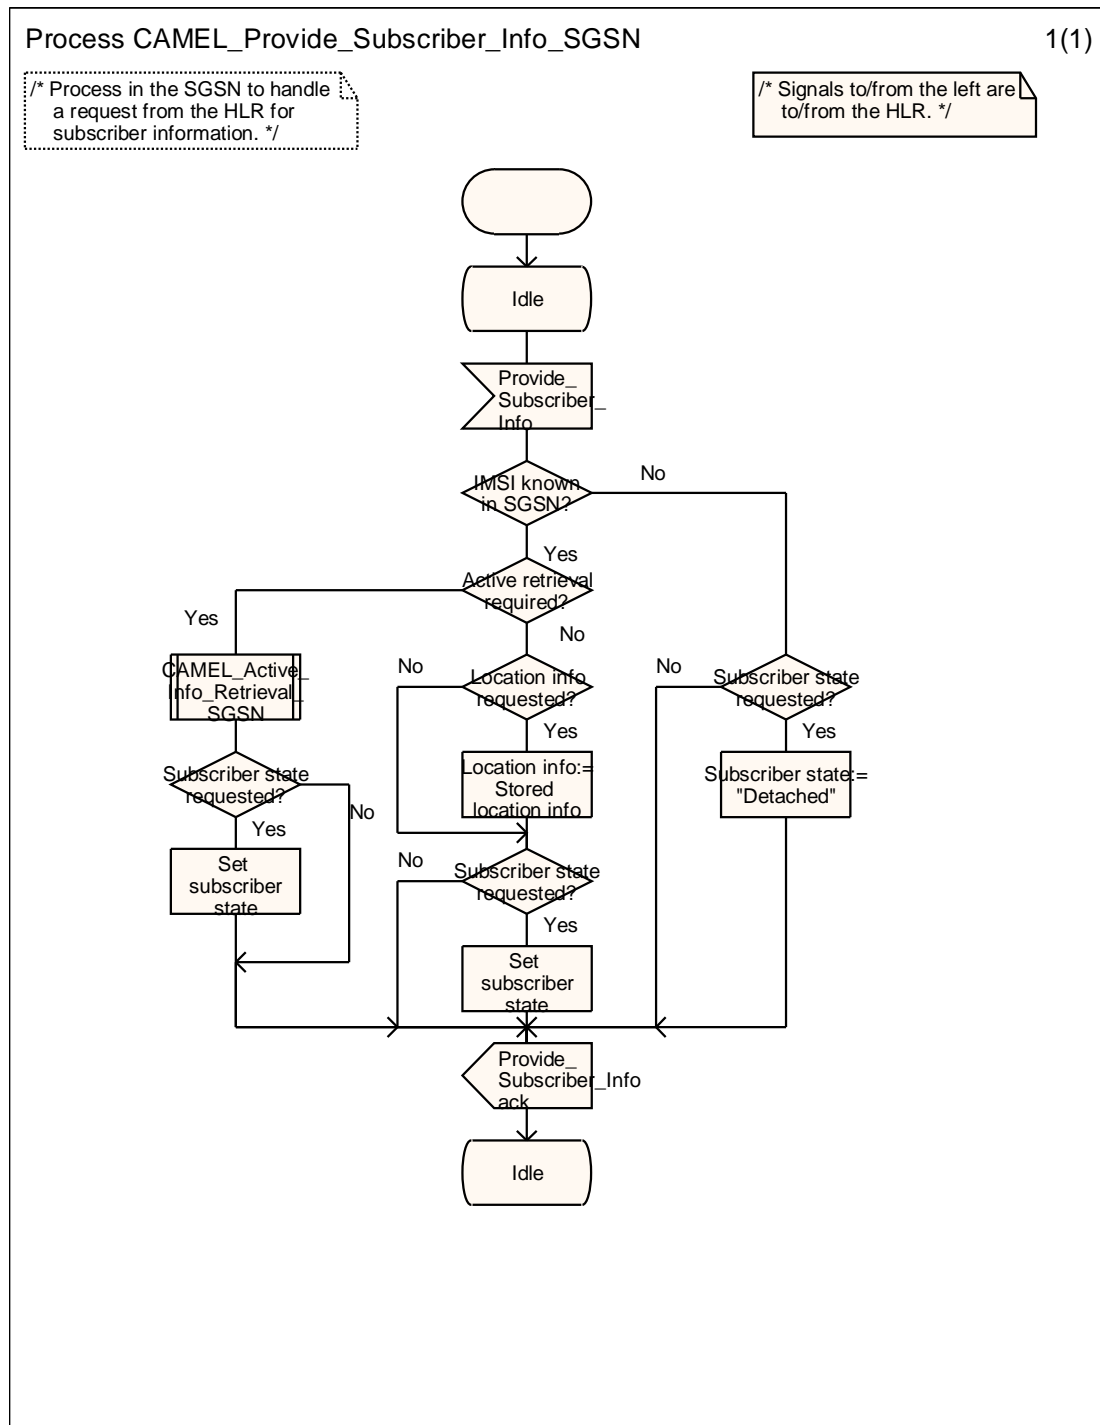 Process CAMEL_Provide_Subscriber_Info_SGSN
1(1)
/* Process in the SGSN to handle
a request from the HLR for
subscriber information. */
/* Signals to/from the left are
to/from the HLR. */
Idle
Provide_
Subscriber_
Info
IMSI known
in SGSN?
No
Yes
Active retrieval
required?
Yes
No
CAMEL_Active_
Info_Retrieval_
SGSN
No
Location info
requested?
No
Subscriber state
requested?
Yes
Yes
Subscriber state
requested?
No
Location info:=
Stored
location info
Subscriber state:=
"Detached"
Yes
Set
subscriber
state
No
Subscriber state
requested?
Yes
Set
subscriber
state
Provide_
Subscriber_Info
ack
Idle